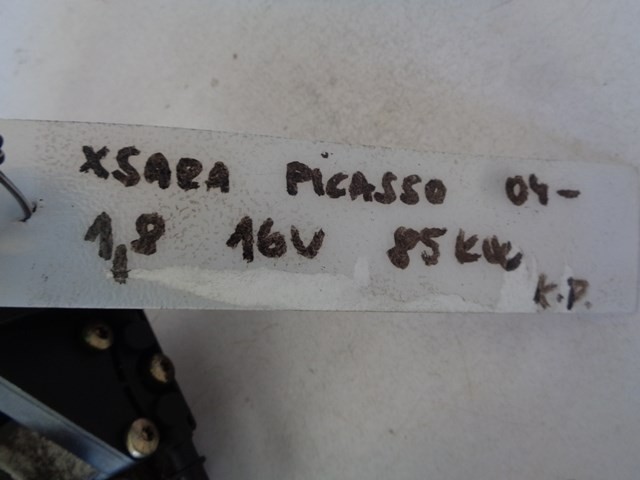 XSARA PICASSO 04-
1,8 16V 85KW
K.P.